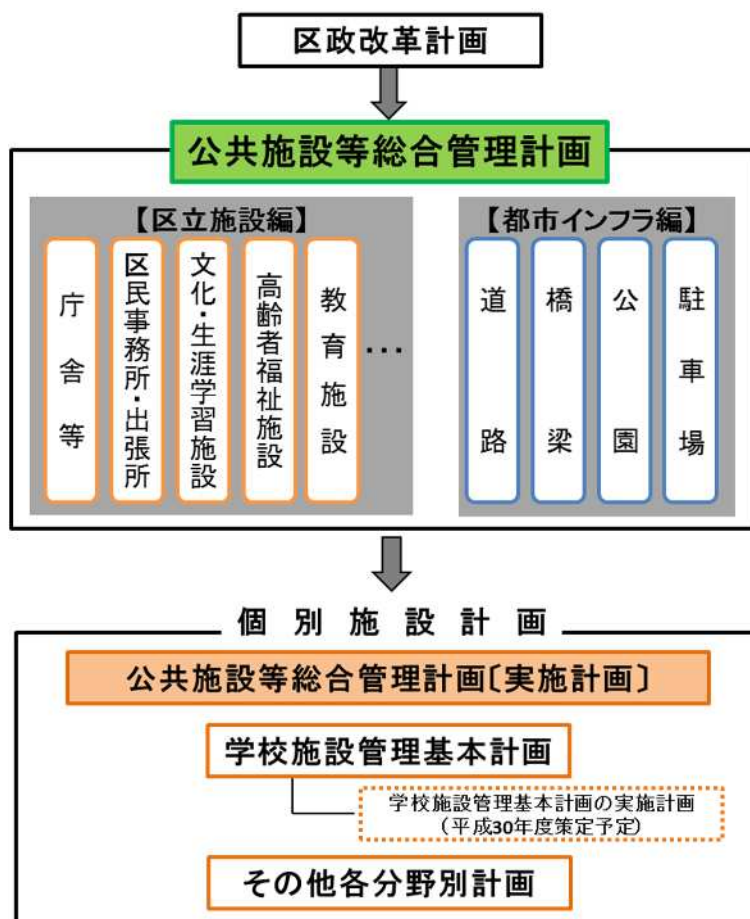 区政改革計画
公共施設等総合管理計画
【区立施設編】
庁舎等
区民事務所・出張所
文化・生涯学習施設
高齢者福祉施設
教育施設
…
【都市インフラ編】
道路
橋梁
公園
駐車場
個別施設計画
公共施設等総合管理計画〔実施計画〕
学校施設管理基本計画
学校施設管理基本計画の実施計画
（平成30年度策定予定）
その他各分野別計画